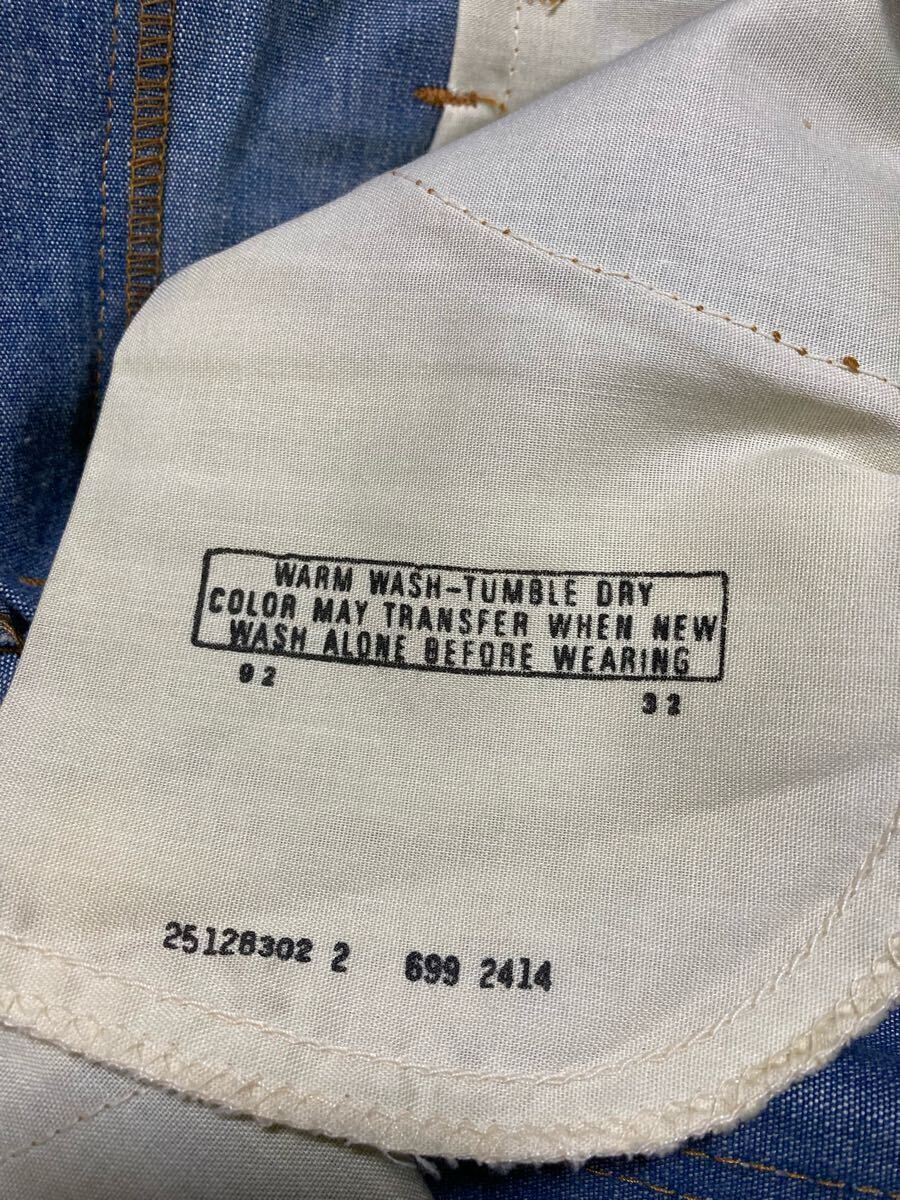 WARM WASH-TUMBLE DRY
COLOR MAY TRANSFER WHEN NEW
WASH ALONE BEFORE WEARING
92
32
25128302 2 699 2414